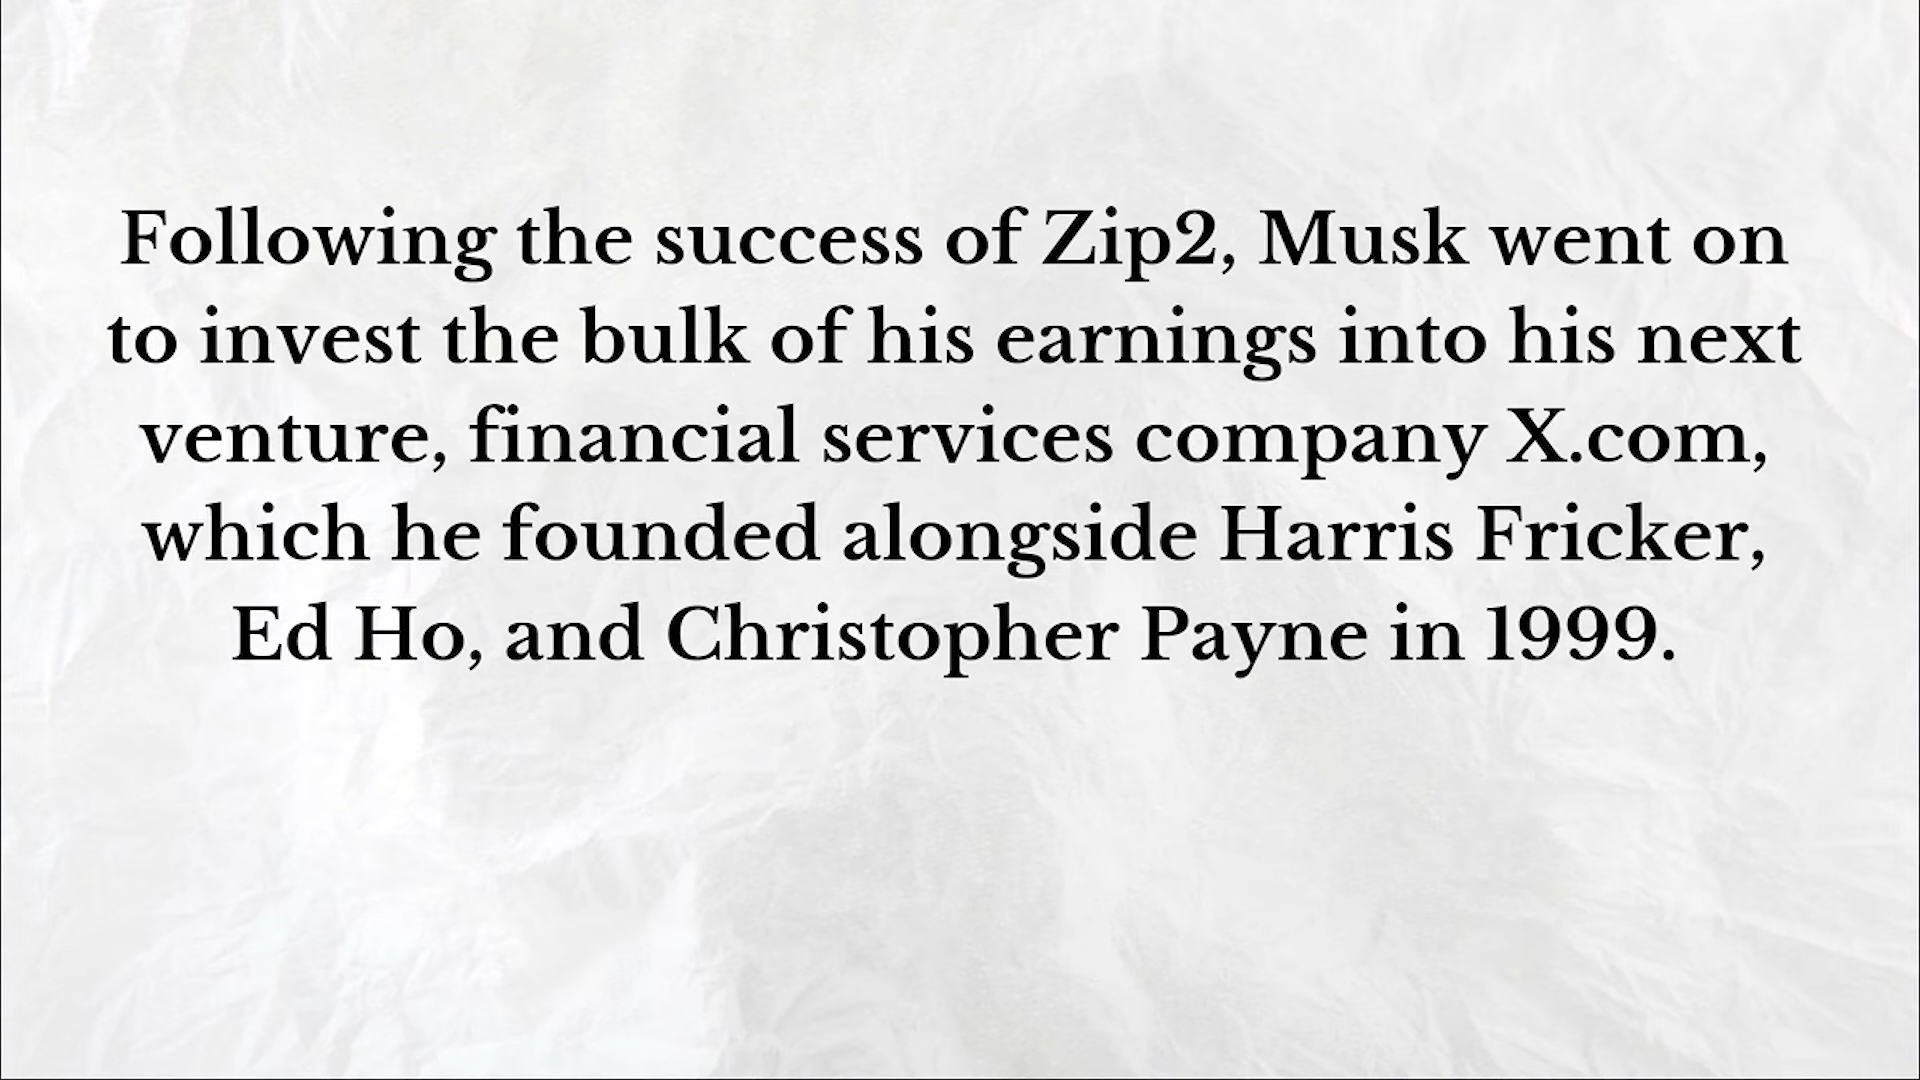 Following the success of Zip2, Musk went on
to invest the bulk of his earnings into his next
venture, financial services company X.com,
which he founded alongside Harris Fricker,
Ed Ho, and Christopher Payne in 1999.